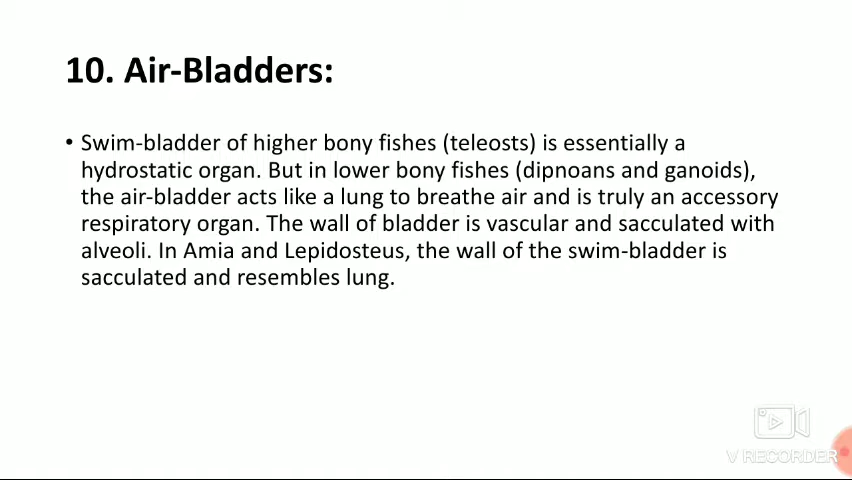 10. Air-Bladders:
• Swim-bladder of higher bony fishes (teleosts) is essentially a
hydrostatic organ. But in lower bony fishes (dipnoans and ganoids),
the air-bladder acts like a lung to breathe air and is truly an accessory
respiratory organ. The wall of bladder is vascular and sacculated with
alveoli. In Amia and Lepidosteus, the wall of the swim-bladder is
sacculated and resembles lung.
V RECORDER